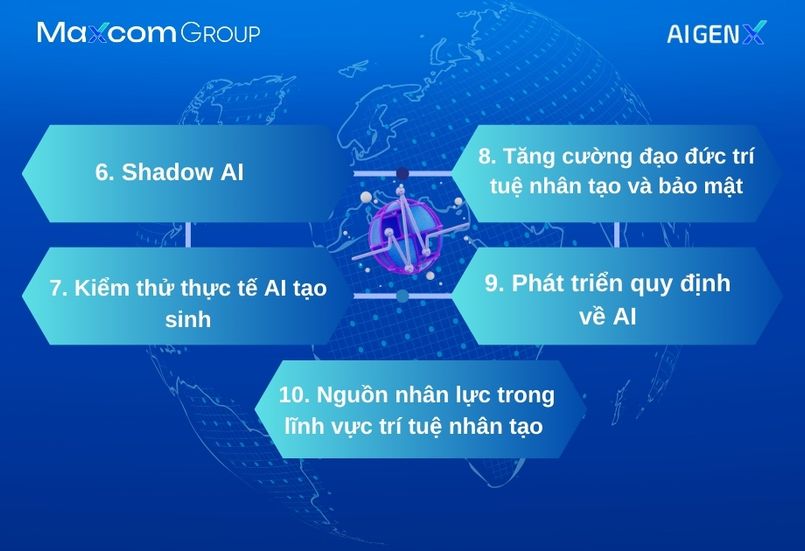 Maxcom GROUP
AIGENX
6. Shadow AI
7. Kiểm thử thực tế AI tạo
sinh
8. Tăng cường đạo đức trí
tuệ nhân tạo và bảo mật
9. Phát triển quy định
về AI
10. Nguồn nhân lực trong
lĩnh vực trí tuệ nhân tạo